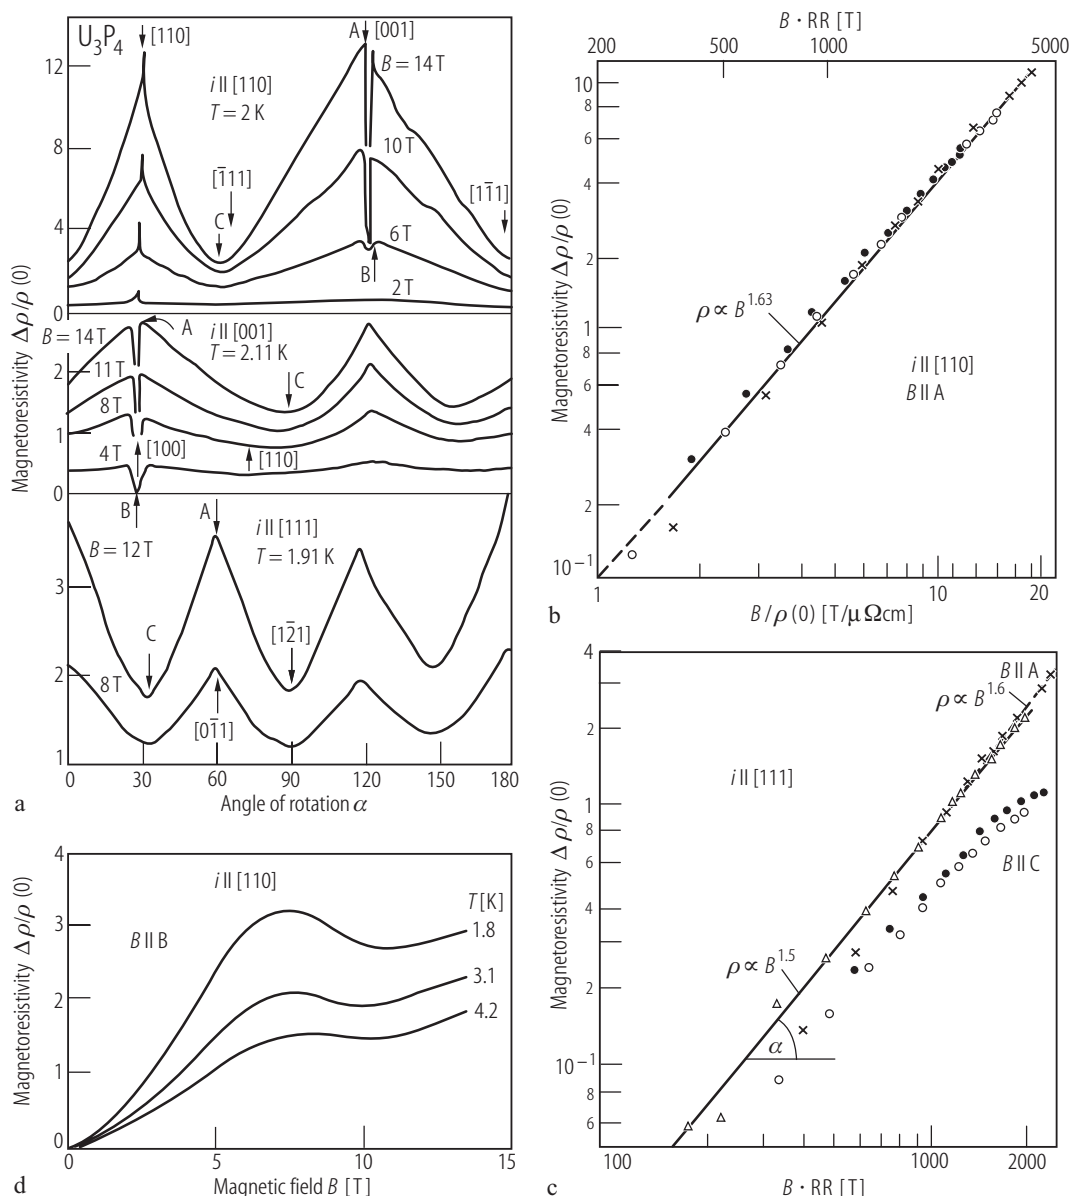 U₃P₄
[110]
A
[001]
B = 14 T
i || [110]
T = 2 K
10 T
[1̄11]
C
[11̄1]
6 T
B
2 T
12
8
4
0
Magnetoresistivity Δρ/ρ (0)
B = 14 T
A
i || [001]
T = 2.11 K
11 T
C
8 T
4 T
[100]
[110]
2
1
0
B
A
B = 12 T
i || [111]
T = 1.91 K
C
[12̄1]
8 T
[01̄1]
3
2
1
0
30
60
90
120
150
180
a
Angle of rotation α
B · RR [T]
200
500
1000
5000
10
8
6
4
2
1
8
6
4
2
10⁻¹
Magnetoresistivity Δρ/ρ (0)
ρ ∝ B^1.63
i || [110]
B || A
1
10
20
b
B/ρ (0) [T/μΩcm]
4
2
1
8
6
4
2
10⁻¹
8
6
Magnetoresistivity Δρ/ρ (0)
B || A
ρ ∝ B^1.6
i || [111]
B || C
ρ ∝ B^1.5
α
100
1000
2000
c
B · RR [T]
4
3
2
1
0
Magnetoresistivity Δρ/ρ (0)
i || [110]
B || B
T [K]
1.8
3.1
4.2
0
5
10
15
d
Magnetic field B [T]